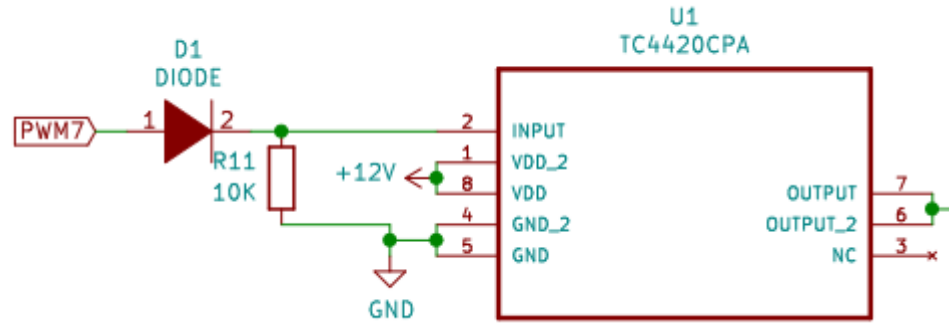 U1
TC4420CPA
D1
DIODE
PWM7
1
2
2
INPUT
R11
10K
+12V
1
VDD_2
8
VDD
4
GND_2
5
GND
OUTPUT
7
OUTPUT_2
6
NC
3
GND